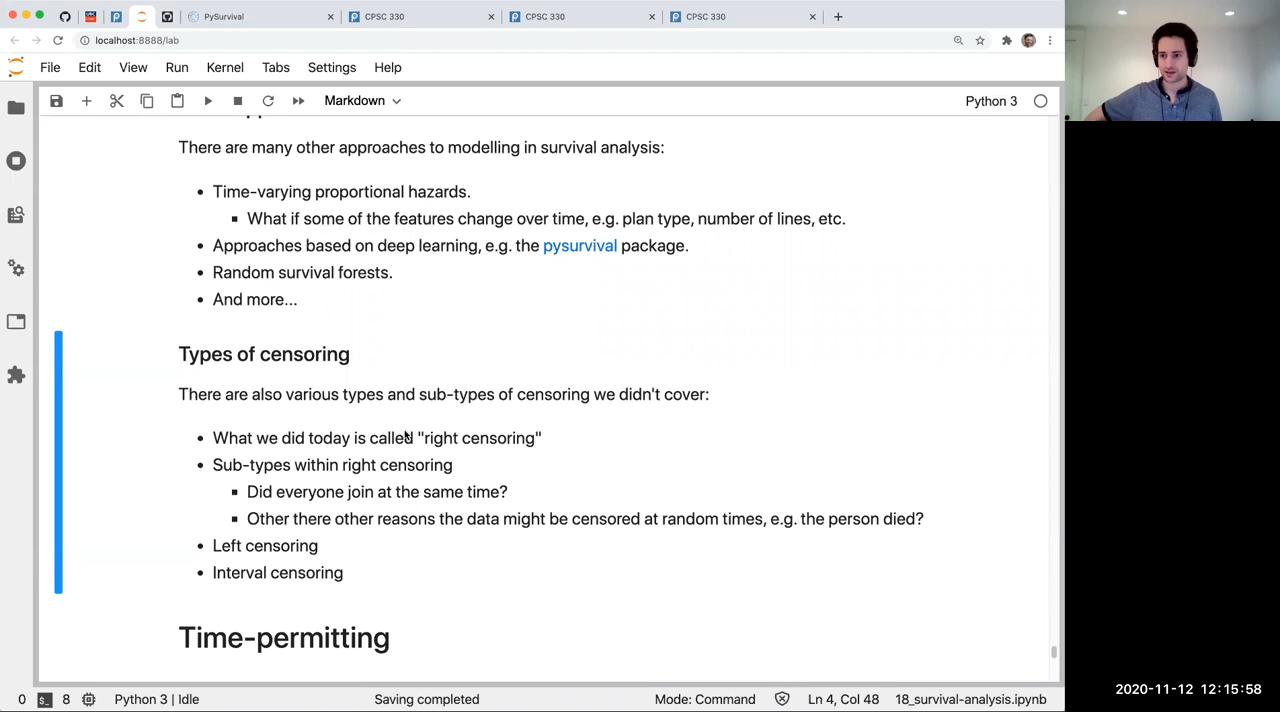 PySurvival
CPSC 330
CPSC 330
CPSC 330
localhost:8888/lab
File Edit View Run Kernel Tabs Settings Help
Markdown
Python 3
There are many other approaches to modelling in survival analysis:
Time-varying proportional hazards.
What if some of the features change over time, e.g. plan type, number of lines, etc.
Approaches based on deep learning, e.g. the pysurvival package.
Random survival forests.
And more...
Types of censoring
There are also various types and sub-types of censoring we didn't cover:
What we did today is called "right censoring"
Sub-types within right censoring
Did everyone join at the same time?
Other there other reasons the data might be censored at random times, e.g. the person died?
Left censoring
Interval censoring
Time-permitting
0 8 Python 3 | Idle Saving completed Mode: Command Ln 4, Col 48 18_survival-analysis.ipynb
2020-11-12 12:15:58